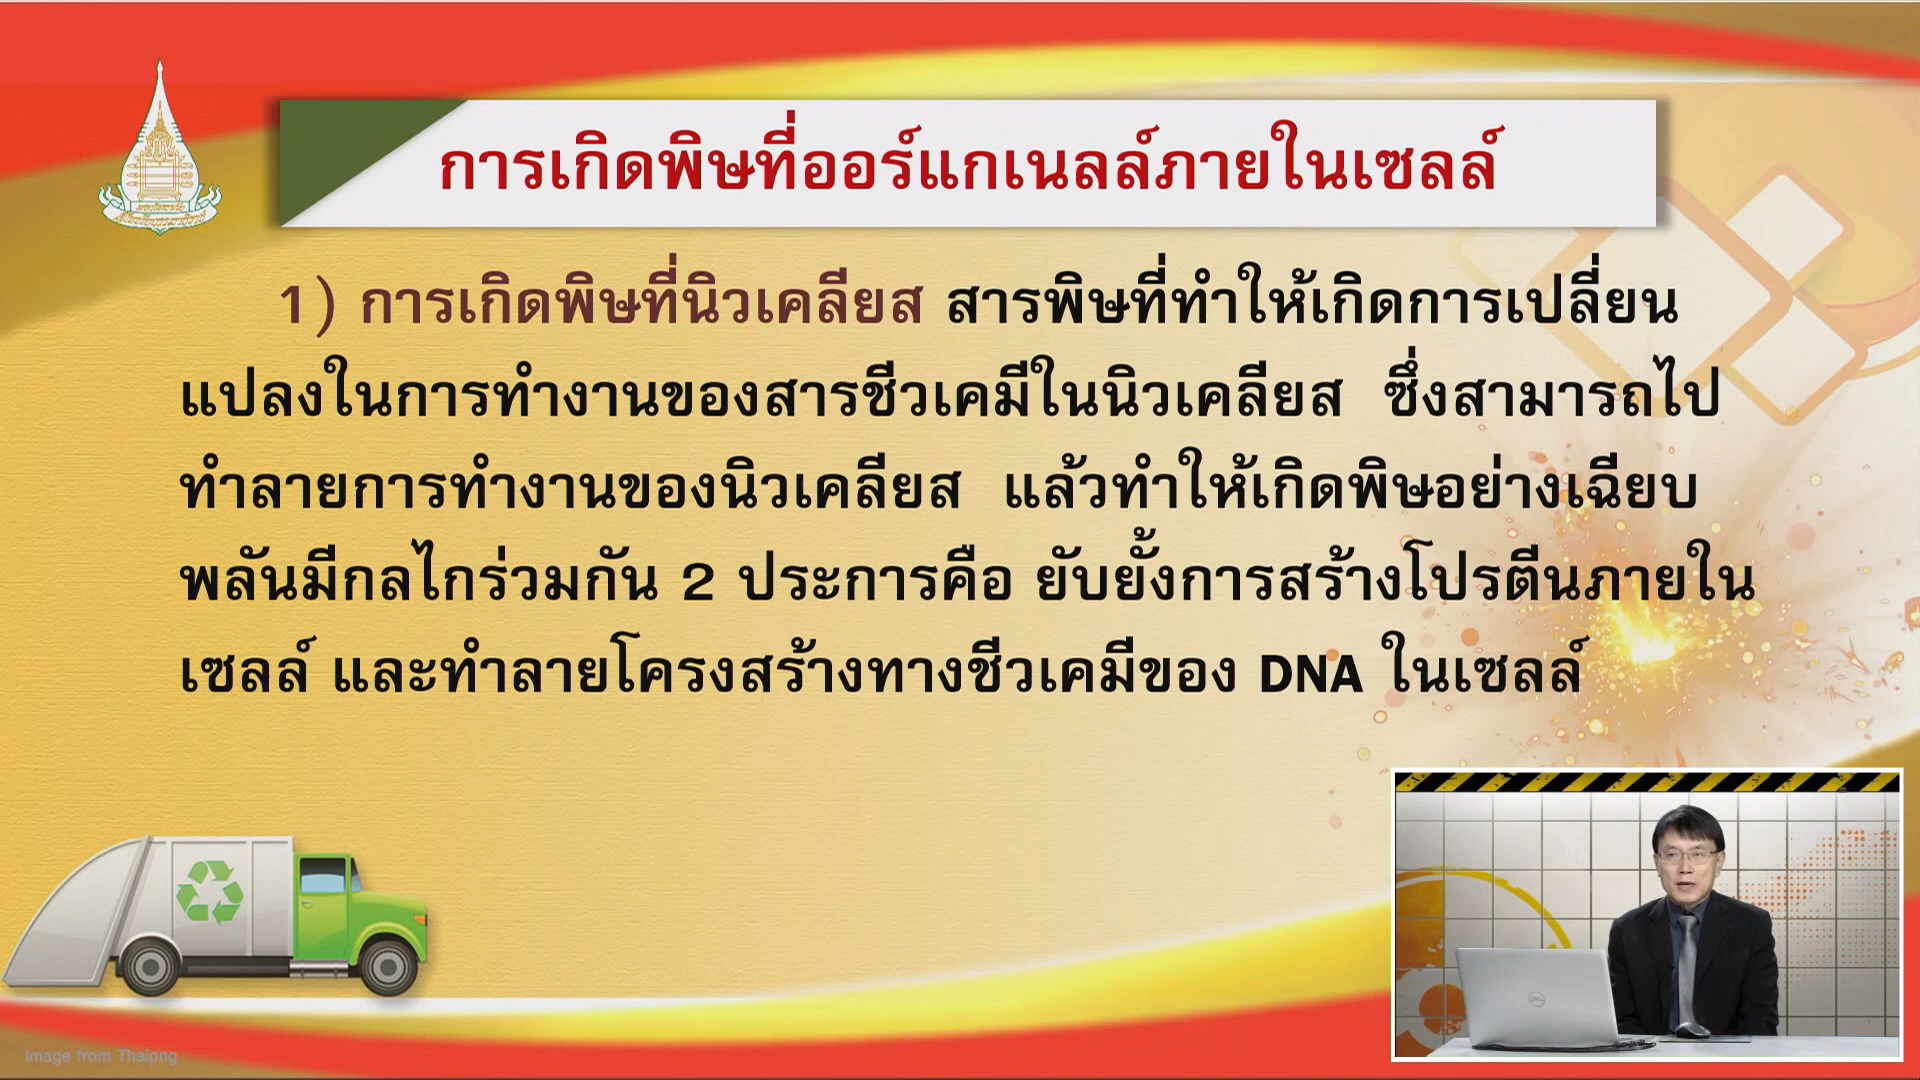 การเกิดพิษที่ออร์แกเนลล์ภายในเซลล์
1) การเกิดพิษที่นิวเคลียส สารพิษที่ทำให้เกิดการเปลี่ยน
แปลงในการทำงานของสารชีวเคมีในนิวเคลียส ซึ่งสามารถไป
ทำลายการทำงานของนิวเคลียส แล้วทำให้เกิดพิษอย่างเฉียบ
พลันมีกลไกร่วมกัน 2 ประการคือ ยับยั้งการสร้างโปรตีนภายใน
เซลล์ และทำลายโครงสร้างทางชีวเคมีของ DNA ในเซลล์
Image from Thaipng